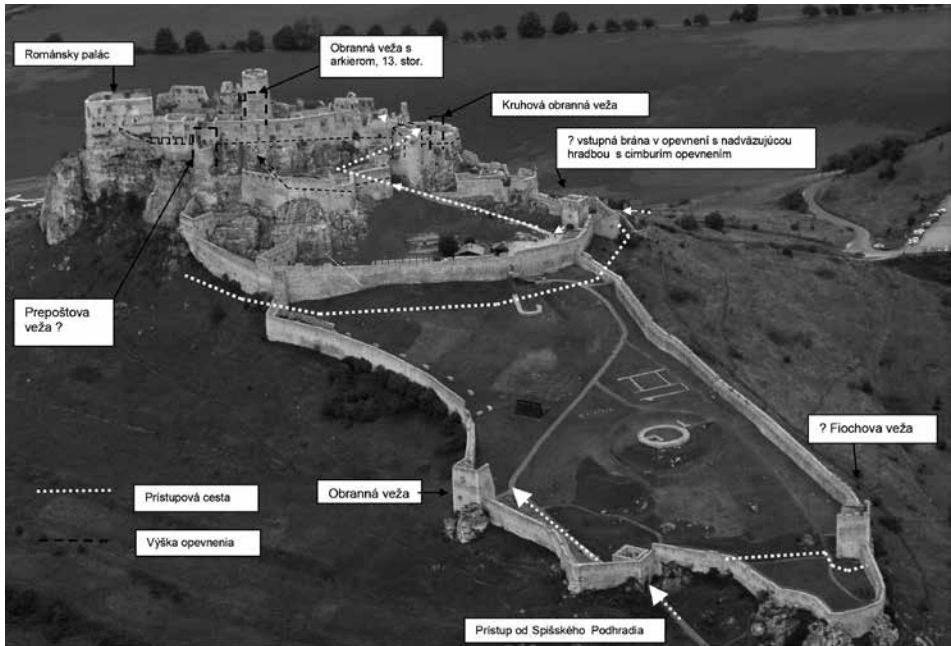 Románsky palác
Obranná veža s
arkierom, 13. stor.
Kruhová obranná veža
? vstupná brána v opevnení s nadväzujúcou
hradbou s cimburím opevnením
Prepoštova
veža ?
? Fiochova veža
Obranná veža
Prístupová cesta
Výška opevnenia
Prístup od Spišského Podhradia